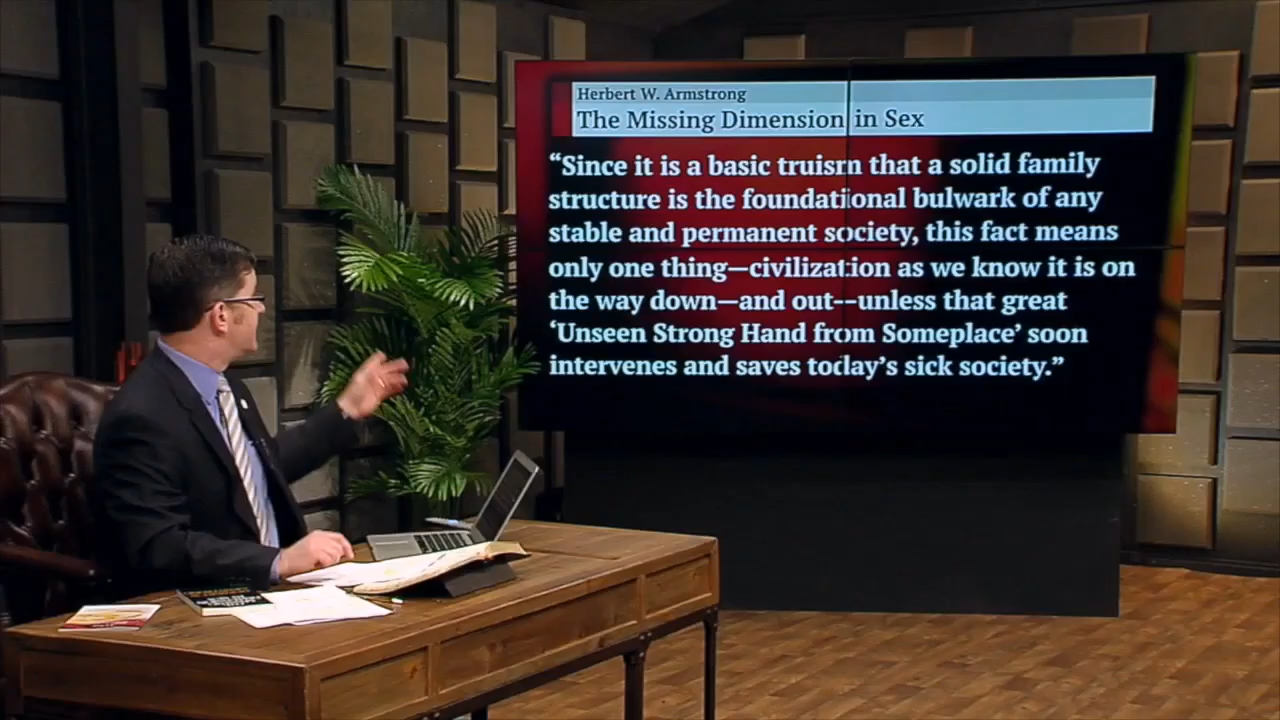 Herbert W. Armstrong
The Missing Dimension in Sex
“Since it is a basic truism that a solid family
structure is the foundational bulwark of any
stable and permanent society, this fact means
only one thing—civilization as we know it is on
the way down—and out--unless that great
‘Unseen Strong Hand from Someplace’ soon
intervenes and saves today’s sick society.”